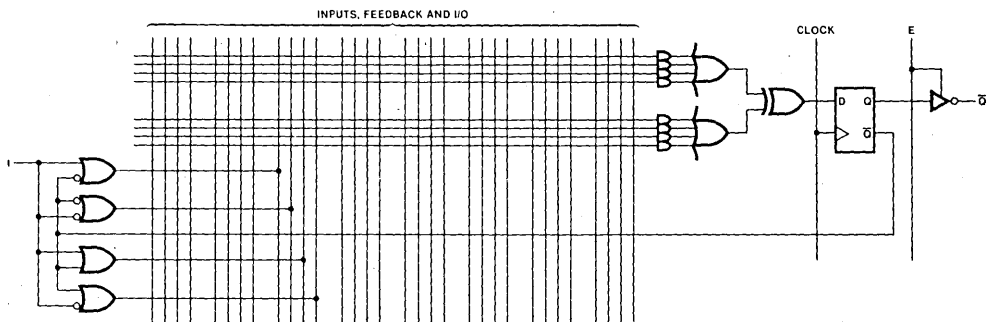 INPUTS, FEEDBACK AND I/O
CLOCK
E
D
Q
Q̅
Q̅
I